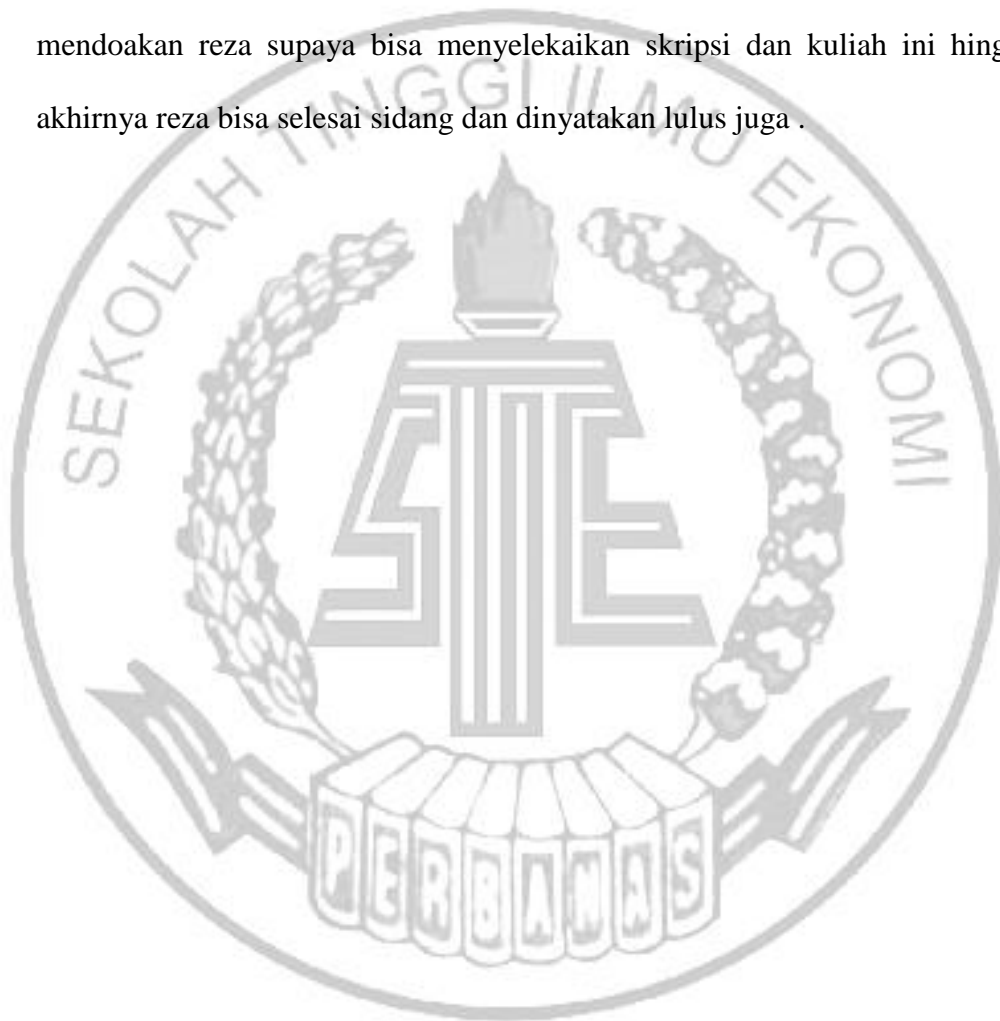 mendoakan reza supaya bisa menyelekaikan skripsi dan kuliah ini hing
akhirnya reza bisa selesai sidang dan dinyatakan lulus juga .
SEKOLAH TINGGI ILMU EKONOMI
STIE
PERBANAS